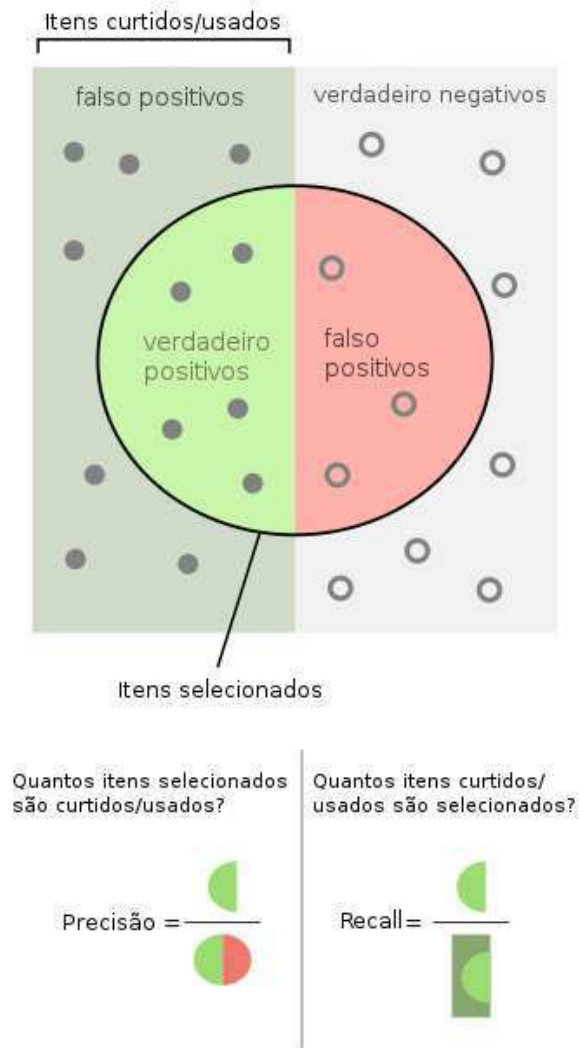 Itens curtidos/usados
falso positivos
verdadeiro negativos
verdadeiro
positivos
falso
positivos
Itens selecionados
Quantos itens selecionados
são curtidos/usados?
Precisão =
Quantos itens curtidos/
usados são selecionados?
Recall=